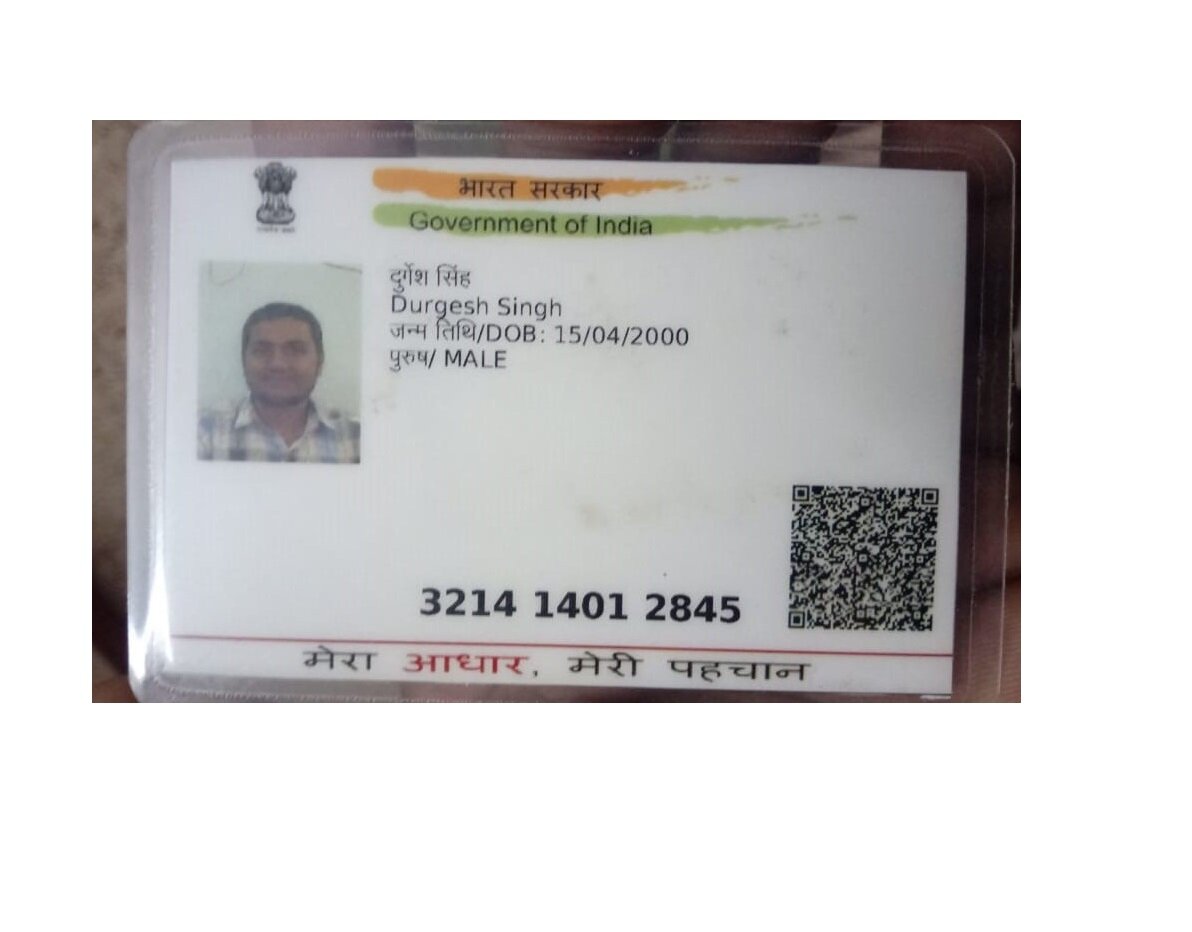 भारत सरकार
Government of India
दुर्गेश सिंह
Durgesh Singh
जन्म तिथि/DOB: 15/04/2000
पुरुष/ MALE
3214 1401 2845
मेरा आधार, मेरी पहचान